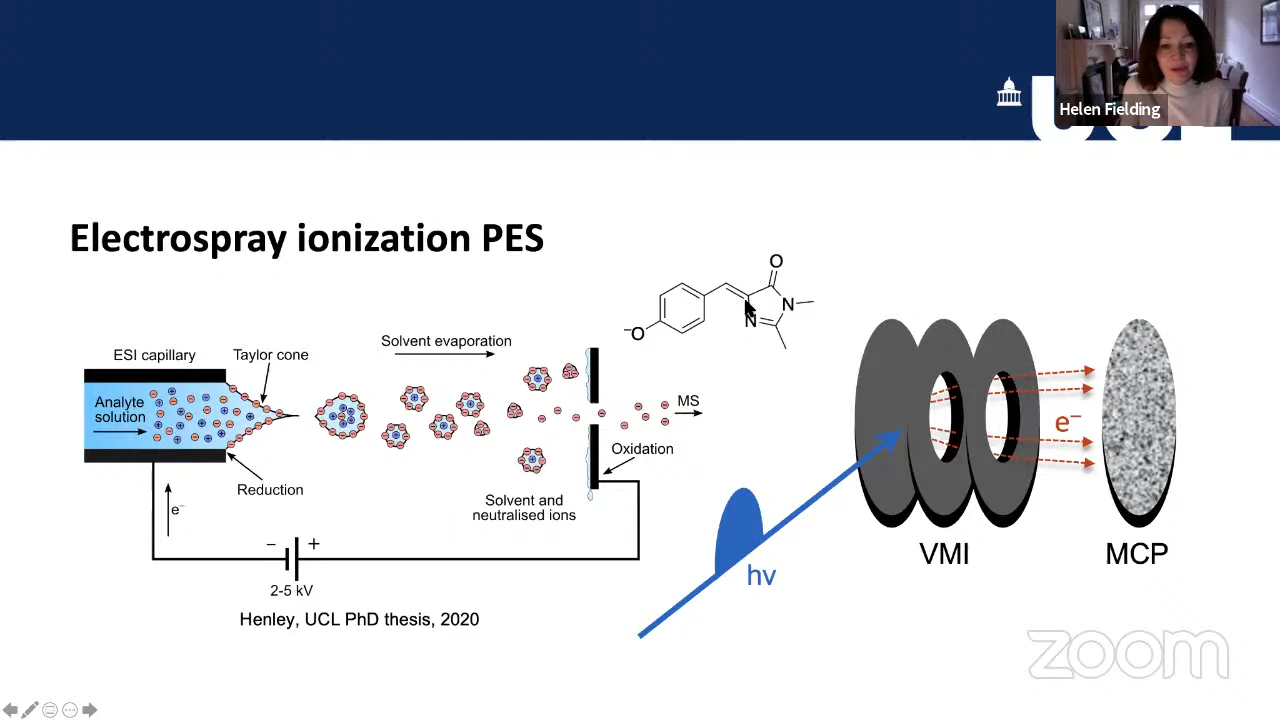 UCL
Helen Fielding
Electrospray ionization PES
O
N
N
⁻O
ESI capillary
Taylor cone
Solvent evaporation
Analyte
solution
MS
Oxidation
Reduction
Solvent and
neutralised ions
e⁻
− +
2-5 kV
Henley, UCL PhD thesis, 2020
hν
e⁻
VMI
MCP
zoom